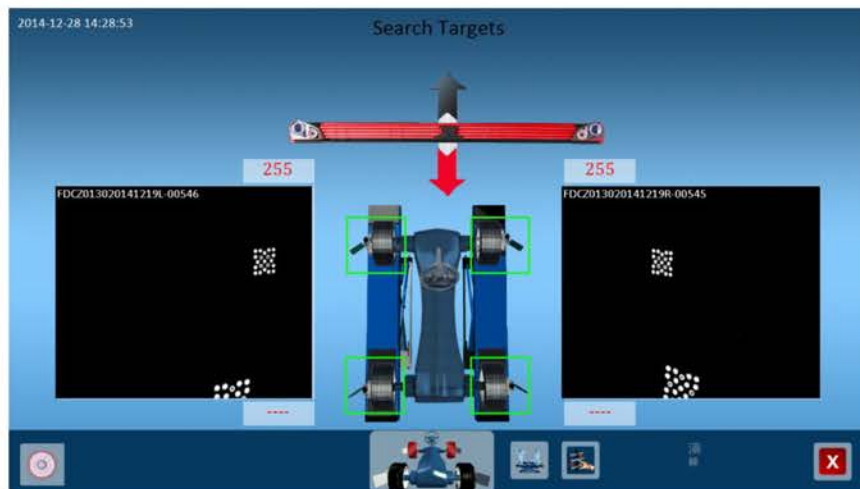 2014-12-28 14:28:53
Search Targets
255
255
FDCZ013020141219L-00546
FDCZ013020141219R-00545
----
----
X